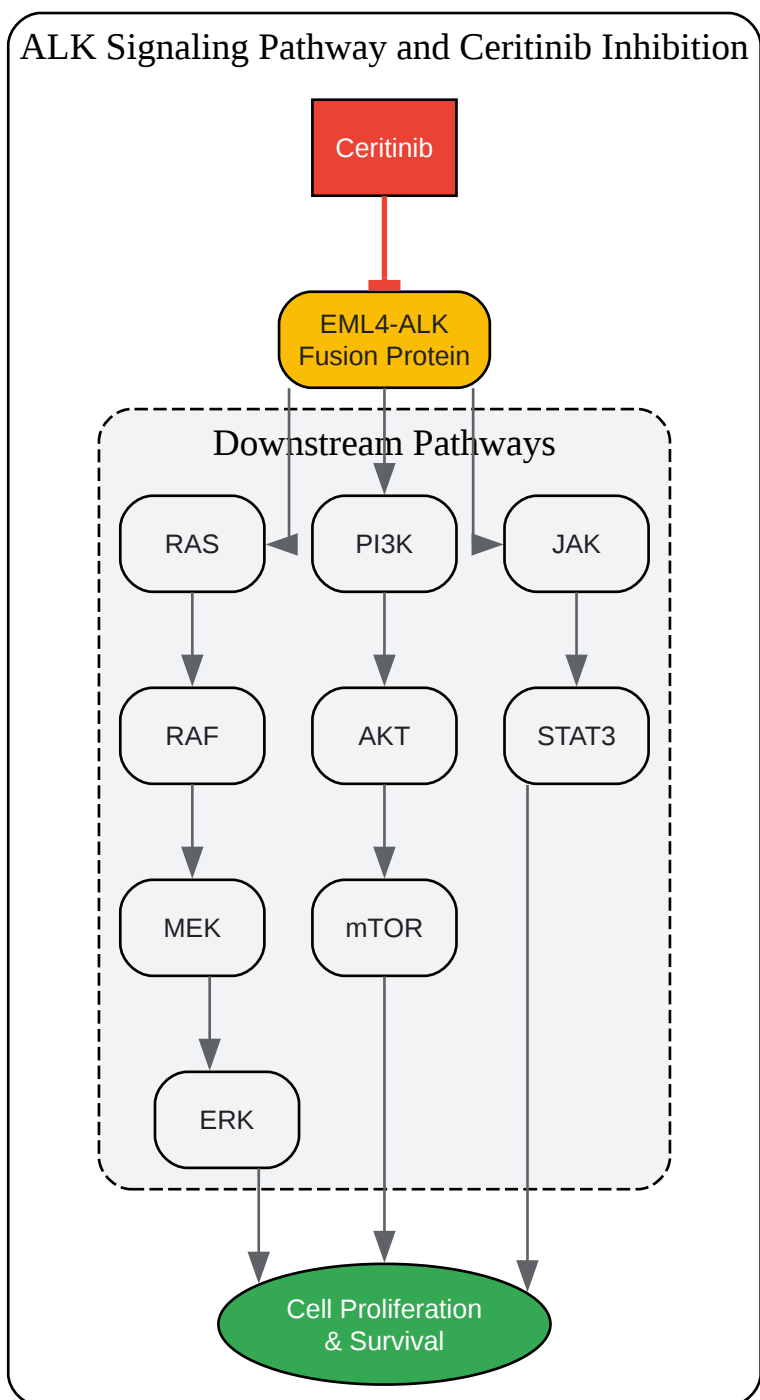 ALK Signaling Pathway and Ceritinib Inhibition
Ceritinib
EML4-ALK
Fusion Protein
Downstream Pathways
RAS
PI3K
JAK
RAF
AKT
STAT3
MEK
mTOR
ERK
Cell Proliferation
& Survival